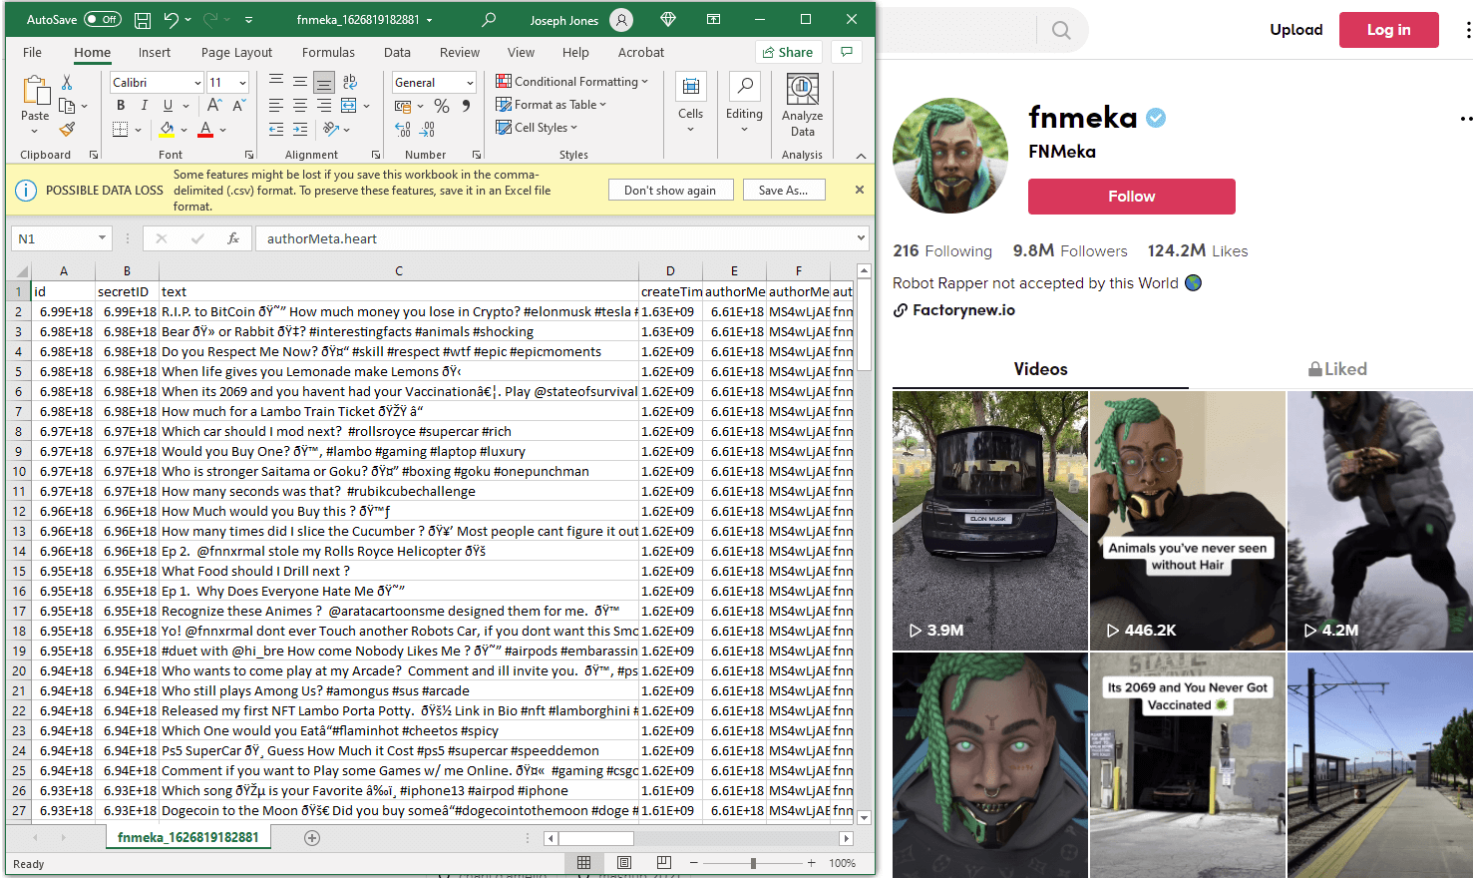 AutoSave Off fnmeka_1626819182881 Joseph Jones
File Home Insert Page Layout Formulas Data Review View Help Acrobat Share
Calibri 11 General Conditional Formatting
B I U A A % Format as Table
Paste Cell Styles Cells Editing Analyze Data
Clipboard Font Alignment Number Styles Analysis
POSSIBLE DATA LOSS Some features might be lost if you save this workbook in the comma-
delimited (.csv) format. To preserve these features, save it in an Excel file
format.
Don't show again Save As...
N1 fx authorMeta.heart
A B C D E F
1 id secretID text createTim authorMe authorMe aut
2 6.99E+18 6.99E+18 R.I.P. to BitCoin ðŸ˜” How much money you lose in Crypto? #elonmusk #tesla # 1.63E+09 6.61E+18 MS4wLjAE fnm
3 6.98E+18 6.98E+18 Bear ðŸ» or Rabbit ðŸ‡? #interestingfacts #animals #shocking 1.63E+09 6.61E+18 MS4wLjAE fnm
4 6.98E+18 6.98E+18 Do you Respect Me Now? ðŸ¤“ #skill #respect #wtf #epic #epicmoments 1.62E+09 6.61E+18 MS4wLjAE fnm
5 6.98E+18 6.98E+18 When life gives you Lemonade make Lemons ðŸ‹ 1.62E+09 6.61E+18 MS4wLjAE fnm
6 6.98E+18 6.98E+18 When its 2069 and you havent had your Vaccinationâ€¦. Play @stateofsurvival 1.62E+09 6.61E+18 MS4wLjAE fnm
7 6.98E+18 6.98E+18 How much for a Lambo Train Ticket ðŸŽŸ â“ 1.62E+09 6.61E+18 MS4wLjAE fnm
8 6.97E+18 6.97E+18 Which car should I mod next? #rollsroyce #supercar #rich 1.62E+09 6.61E+18 MS4wLjAE fnm
9 6.97E+18 6.97E+18 Would you Buy One? ðŸ™‚ #lambo #gaming #laptop #luxury 1.62E+09 6.61E+18 MS4wLjAE fnm
10 6.97E+18 6.97E+18 Who is stronger Saitama or Goku? ðŸ¤” #boxing #goku #onepunchman 1.62E+09 6.61E+18 MS4wLjAE fnm
11 6.97E+18 6.97E+18 How many seconds was that? #rubikcubechallenge 1.62E+09 6.61E+18 MS4wLjAE fnm
12 6.96E+18 6.96E+18 How Much would you Buy this ? ðŸ™ƒ 1.62E+09 6.61E+18 MS4wLjAE fnm
13 6.96E+18 6.96E+18 How many times did I slice the Cucumber ? ðŸ¥’ Most people cant figure it out 1.62E+09 6.61E+18 MS4wLjAE fnm
14 6.96E+18 6.96E+18 Ep 2. @fnnxrmal stole my Rolls Royce Helicopter ðŸš 1.62E+09 6.61E+18 MS4wLjAE fnm
15 6.95E+18 6.95E+18 What Food should I Drill next ? 1.62E+09 6.61E+18 MS4wLjAE fnm
16 6.95E+18 6.95E+18 Ep 1. Why Does Everyone Hate Me ðŸ˜” 1.62E+09 6.61E+18 MS4wLjAE fnm
17 6.95E+18 6.95E+18 Recognize these Animes ? @aratacartoonsme designed them for me. ðŸ™ 1.62E+09 6.61E+18 MS4wLjAE fnm
18 6.95E+18 6.95E+18 Yo! @fnnxrmal dont ever Touch another Robots Car, if you dont want this Smo 1.62E+09 6.61E+18 MS4wLjAE fnm
19 6.95E+18 6.95E+18 #duet with @hi_bre How come Nobody Likes Me ? ðŸ˜” #airpods #embarassin 1.62E+09 6.61E+18 MS4wLjAE fnm
20 6.94E+18 6.94E+18 Who wants to come play at my Arcade? Comment and ill invite you. ðŸ™‚ #ps 1.62E+09 6.61E+18 MS4wLjAE fnm
21 6.94E+18 6.94E+18 Who still plays Among Us? #amongus #sus #arcade 1.62E+09 6.61E+18 MS4wLjAE fnm
22 6.94E+18 6.94E+18 Released my first NFT Lambo Porta Potty. ðŸš½ Link in Bio #nft #lamborghini # 1.62E+09 6.61E+18 MS4wLjAE fnm
23 6.94E+18 6.94E+18 Which One would you Eatâ“#flaminhot #cheetos #spicy 1.62E+09 6.61E+18 MS4wLjAE fnm
24 6.94E+18 6.94E+18 Ps5 SuperCar ðŸ¸ Guess How Much it Cost #ps5 #supercar #speeddemon 1.62E+09 6.61E+18 MS4wLjAE fnm
25 6.94E+18 6.94E+18 Comment if you want to Play some Games w/ me Online. ðŸ¤« #gaming #csgo 1.62E+09 6.61E+18 MS4wLjAE fnm
26 6.93E+18 6.93E+18 Which song ðŸŽµ is your Favorite â‰ï¸ #iphone13 #airpod #iphone 1.61E+09 6.61E+18 MS4wLjAE fnm
27 6.93E+18 6.93E+18 Dogecoin to the Moon ðŸš€ Did you buy someâ“#dogecointothemoon #doge # 1.61E+09 6.61E+18 MS4wLjAE fnm
fnmeka_1626819182881
Ready 100%
Upload Log in
fnmeka
FNMeka
Follow
216 Following 9.8M Followers 124.2M Likes
Robot Rapper not accepted by this World
Factorynew.io
Videos Liked
ELON MUSK
3.9M
Animals you've never seen
without Hair
446.2K
4.2M
Its 2069 and You Never Got
Vaccinated